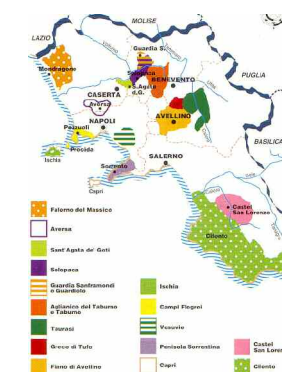 MOLISE
LAZIO
Guardia S.
Mondragone
Solopaca
BENEVENTO
PUGLIA
CASERTA
S.Agata
d.G.
Aversa
NAPOLI
AVELLINO
Pozzuoli
Procida
Ischia
SALERNO
BASILICA
Sorrento
Capri
Castel
San Lorenzo
Cilento
Falerno del Massico
Aversa
Sant'Agata de' Goti
Solopaca
Guardia Sanframondi
o Guardiolo
Aglianico del Taburno
o Taburno
Taurasi
Greco di Tufo
Fiano di Avellino
Ischia
Campi Flegrei
Vesuvio
Penisola Sorrentina
Capri
Castel
San Loren
Cilento